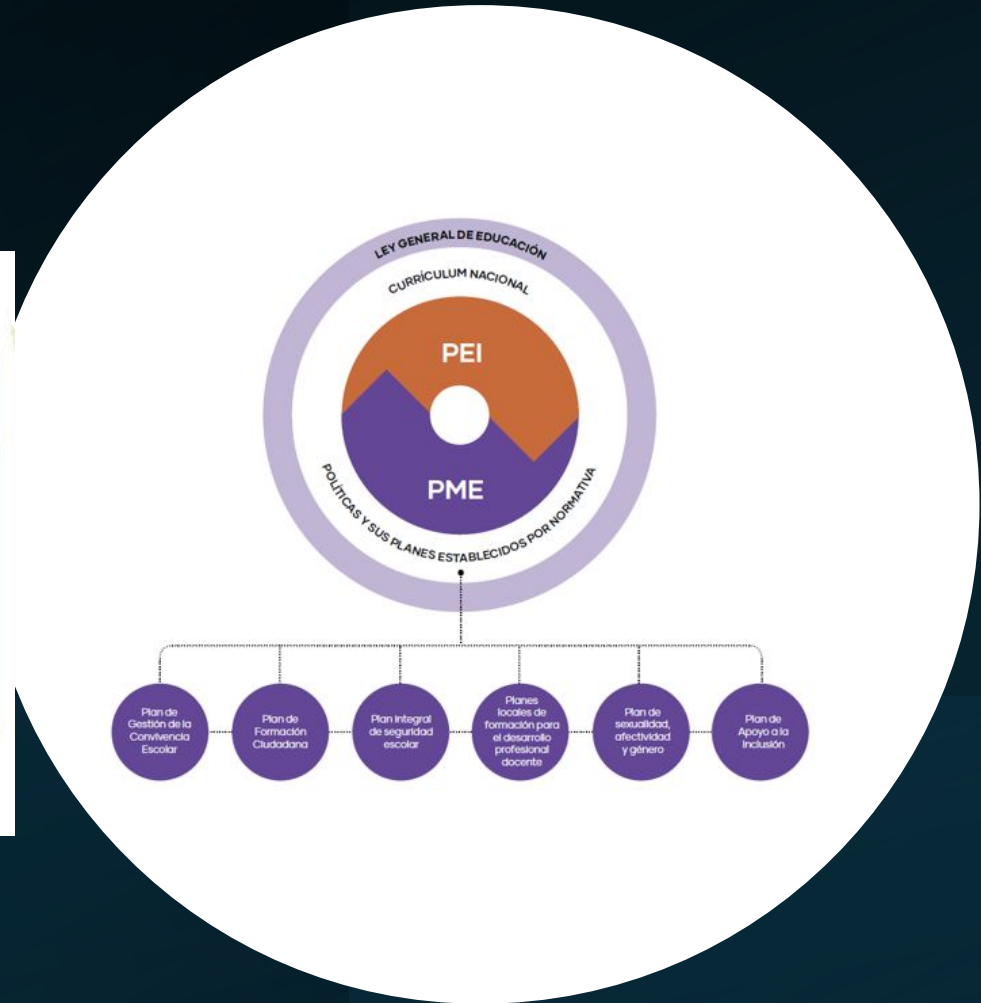 LEY GENERAL DE EDUCACIÓN
CURRÍCULUM NACIONAL
PEI
PME
POLÍTICAS Y SUS PLANES ESTABLECIDOS POR NORMATIVA
Plan de
Gestión de la
Convivencia
Escolar
Plan de
Formación
Ciudadana
Plan Integral
de seguridad
escolar
Planes
locales de
formación para
el desarrollo
profesional
docente
Plan de
sexualidad,
afectividad
y género
Plan de
Apoyo a la
Inclusión